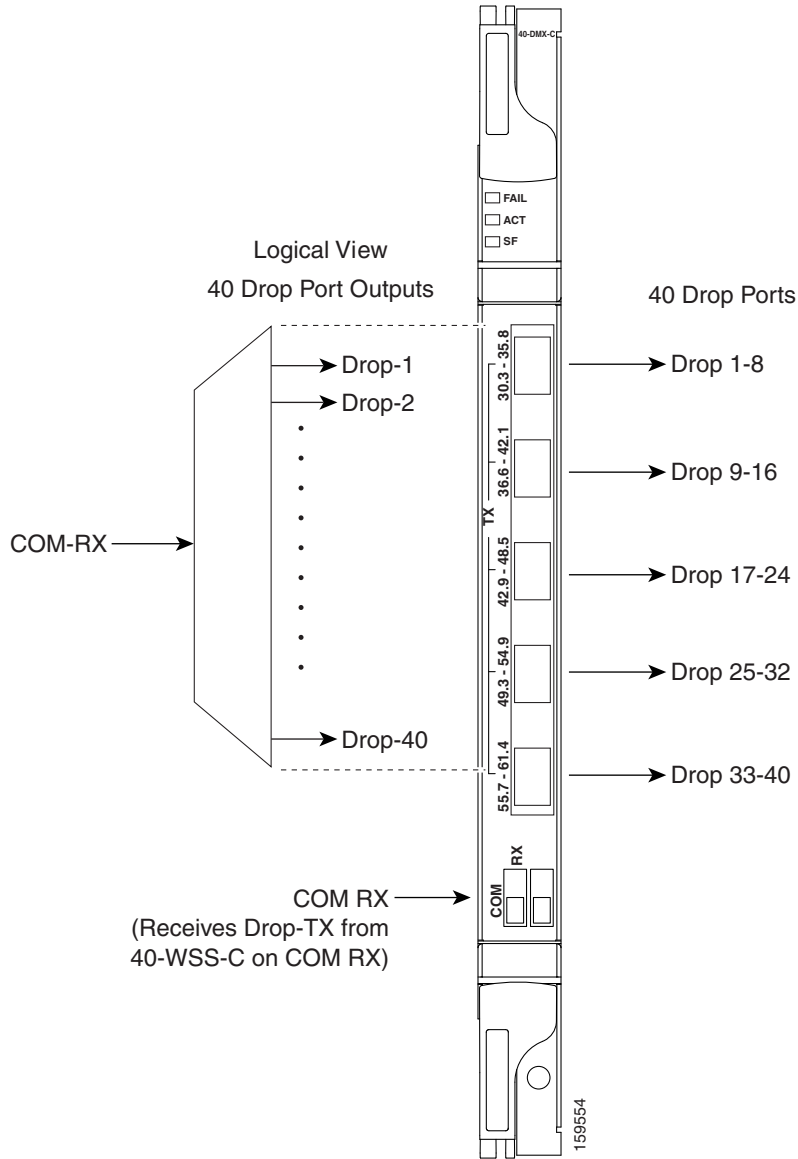 40-DMX-C
FAIL
ACT
SF
Logical View
40 Drop Port Outputs
40 Drop Ports
Drop-1
Drop-2
Drop-40
COM-RX
30.3 - 35.8
36.6 - 42.1
TX
42.9 - 48.5
49.3 - 54.9
55.7 - 61.4
Drop 1-8
Drop 9-16
Drop 17-24
Drop 25-32
Drop 33-40
RX
COM
COM RX
(Receives Drop-TX from
40-WSS-C on COM RX)
159554